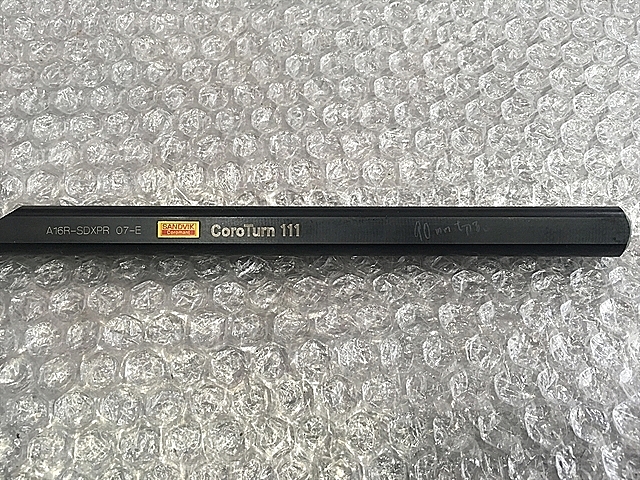 A16R-SDXPR 07-E
SANDVIK
Coromant
CoroTurn 111